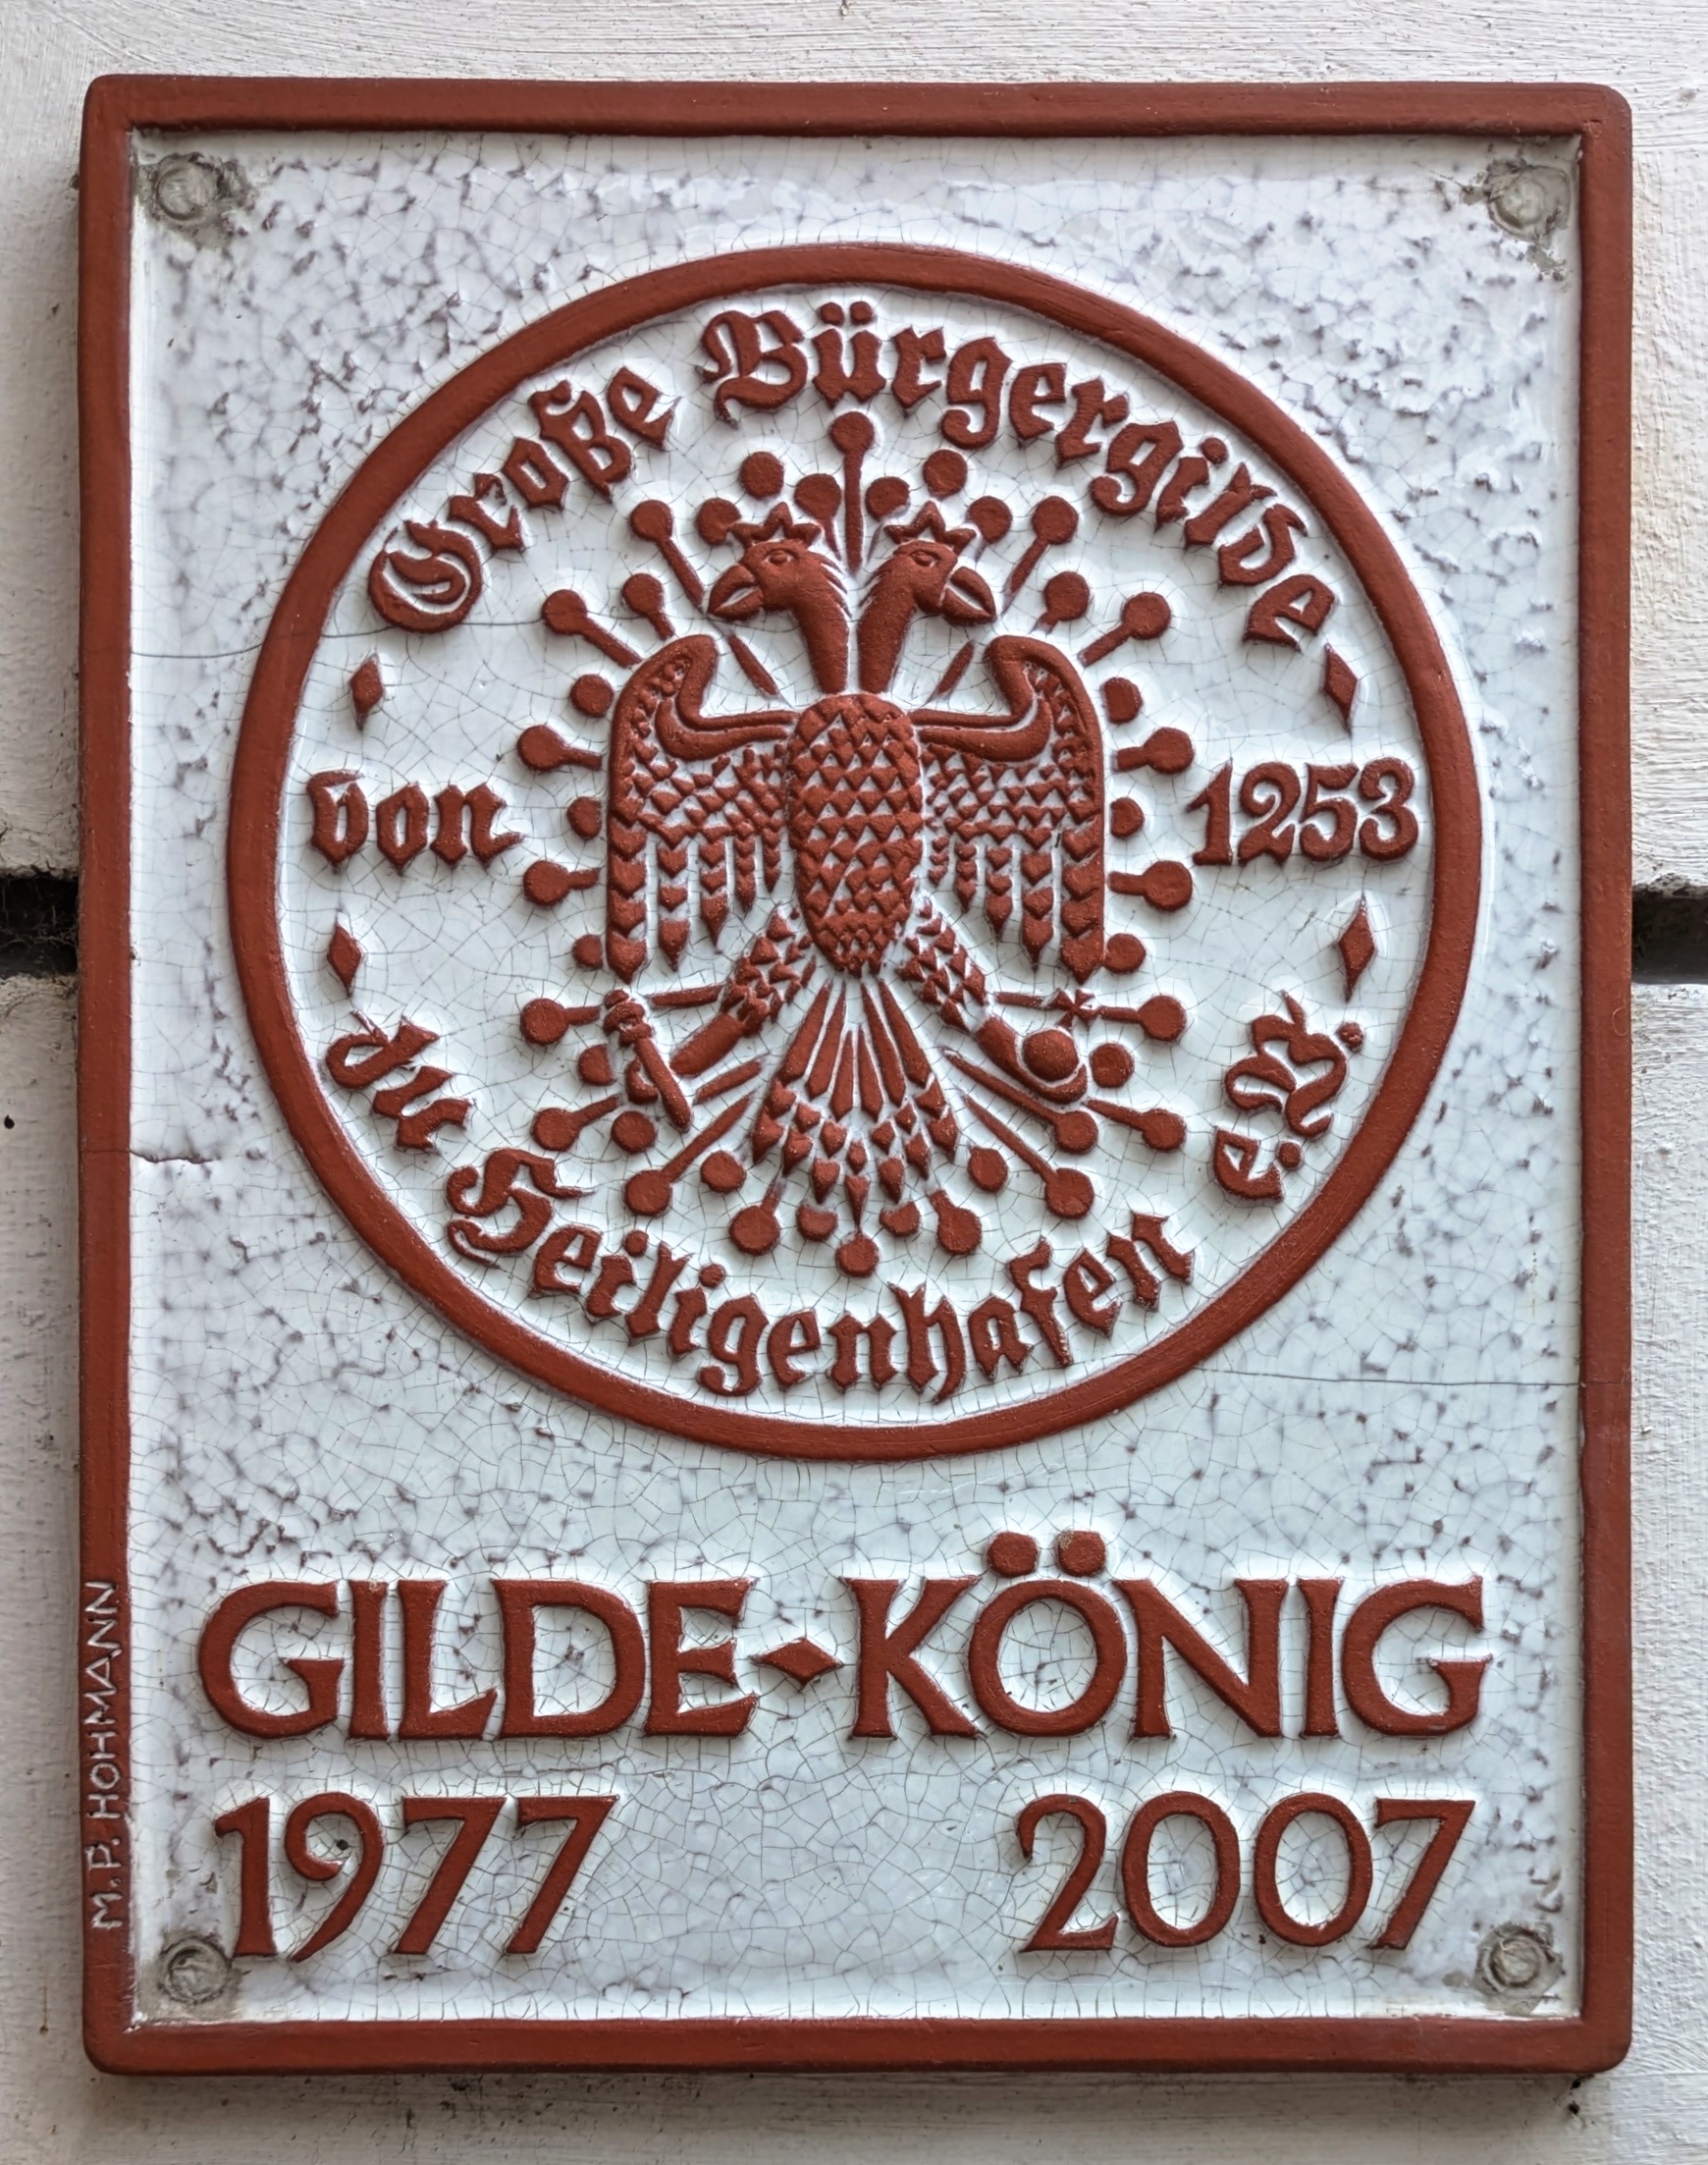 Große Bürgergilde
von 1253
zu Heiligenhafen e.V.
GILDE⬩KÖNIG
1977 2007
M.P. HOHMANN